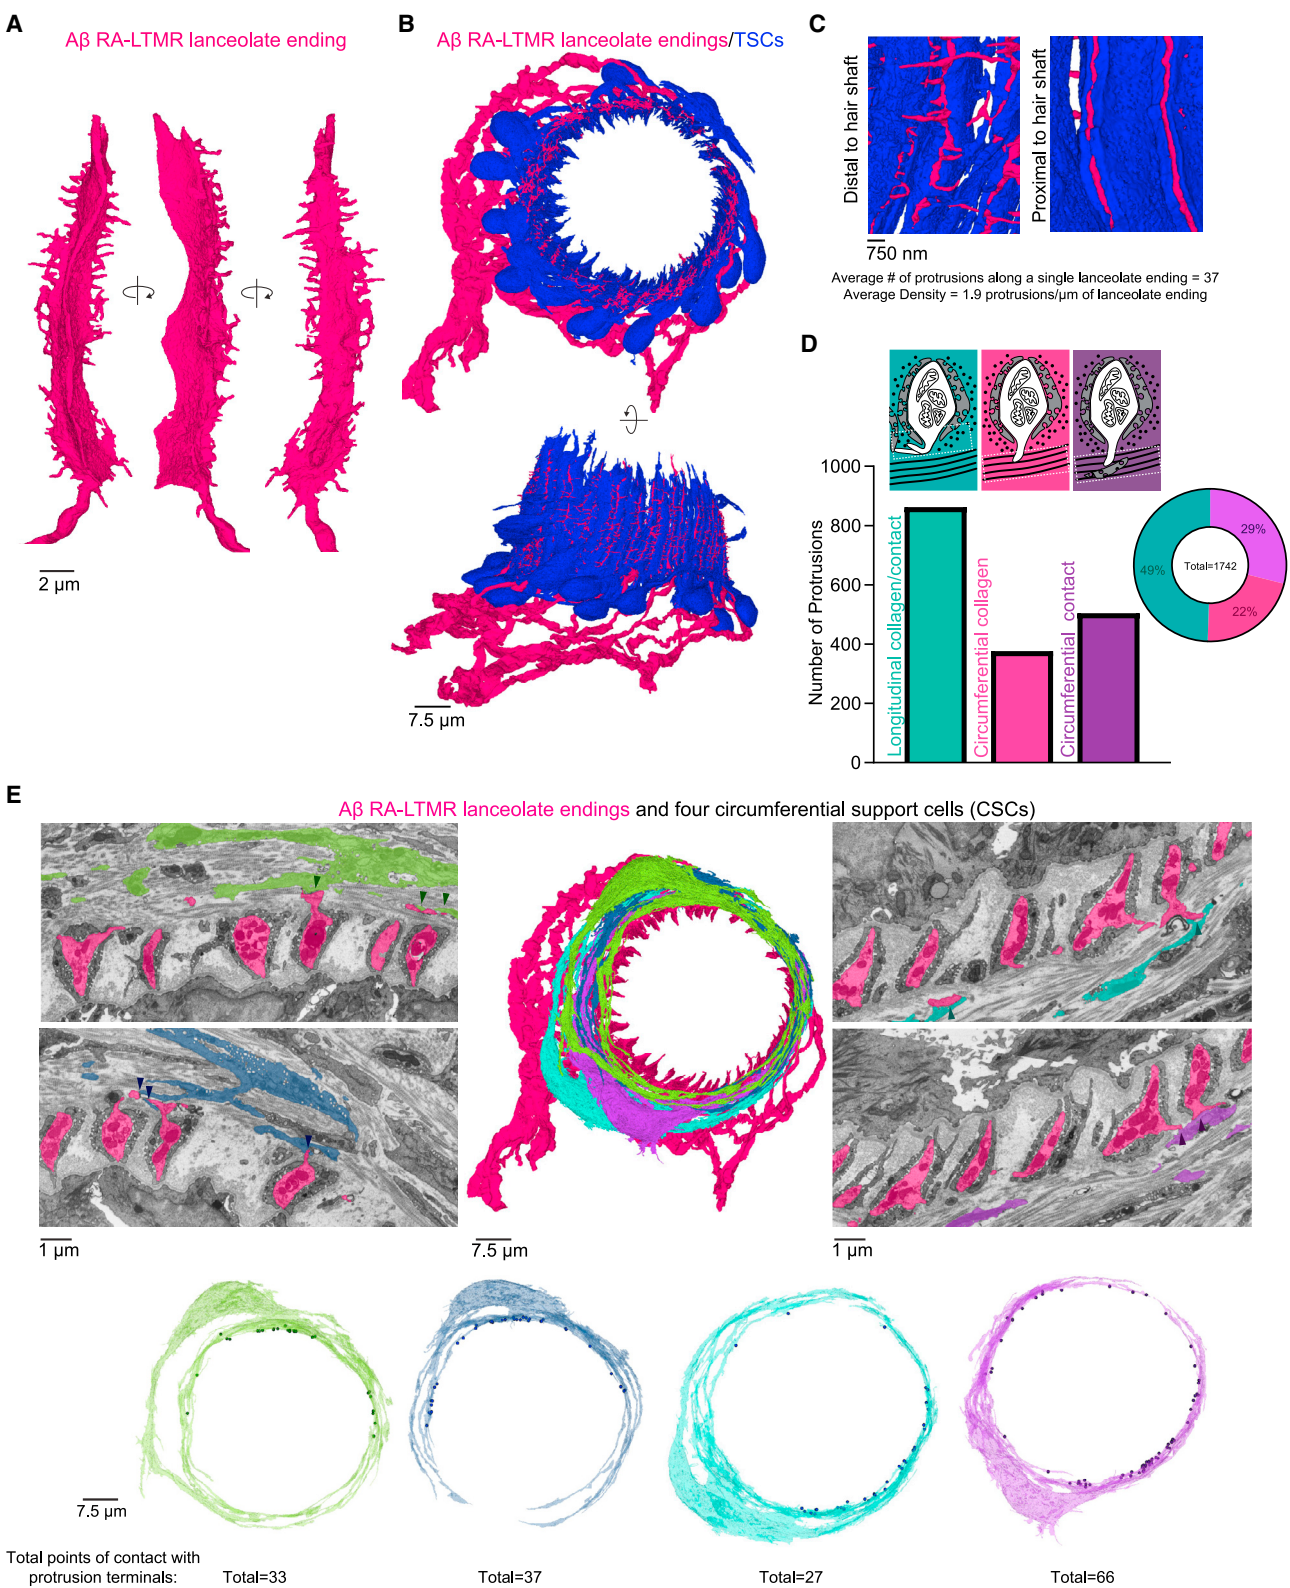 A
Aβ RA-LTMR lanceolate ending
2 µm
B
Aβ RA-LTMR lanceolate endings/TSCs
7.5 µm
C
Distal to hair shaft
Proximal to hair shaft
750 nm
Average # of protrusions along a single lanceolate ending = 37
Average Density = 1.9 protrusions/µm of lanceolate ending
D
Number of Protrusions
1000
800
600
400
200
0
Longitudinal collagen/contact
Circumferential collagen
Circumferential contact
29%
49%
Total=1742
22%
E
Aβ RA-LTMR lanceolate endings and four circumferential support cells (CSCs)
1 µm
7.5 µm
1 µm
7.5 µm
Total points of contact with
protrusion terminals:
Total=33
Total=37
Total=27
Total=66